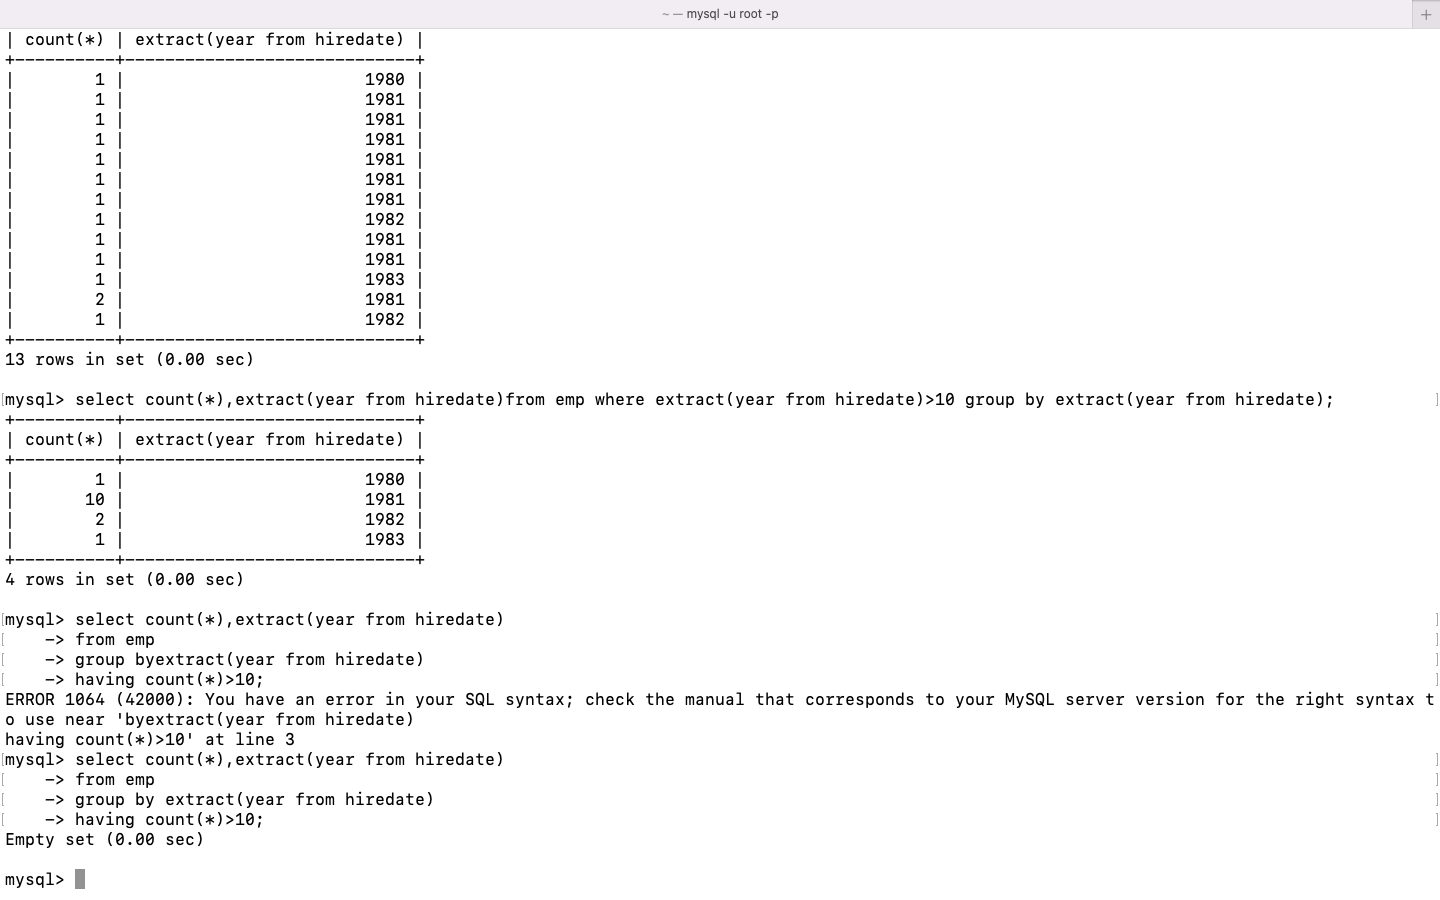 ~ — mysql -u root -p
+
| count(*) | extract(year from hiredate) |
+----------+-----------------------------+
|        1 |                        1980 |
|        1 |                        1981 |
|        1 |                        1981 |
|        1 |                        1981 |
|        1 |                        1981 |
|        1 |                        1981 |
|        1 |                        1981 |
|        1 |                        1982 |
|        1 |                        1981 |
|        1 |                        1981 |
|        1 |                        1983 |
|        2 |                        1981 |
|        1 |                        1982 |
+----------+-----------------------------+
13 rows in set (0.00 sec)
[mysql> select count(*),extract(year from hiredate)from emp where extract(year from hiredate)>10 group by extract(year from hiredate); ]
+----------+-----------------------------+
| count(*) | extract(year from hiredate) |
+----------+-----------------------------+
|        1 |                        1980 |
|       10 |                        1981 |
|        2 |                        1982 |
|        1 |                        1983 |
+----------+-----------------------------+
4 rows in set (0.00 sec)
[mysql> select count(*),extract(year from hiredate) ]
[    -> from emp ]
[    -> group byextract(year from hiredate) ]
[    -> having count(*)>10; ]
ERROR 1064 (42000): You have an error in your SQL syntax; check the manual that corresponds to your MySQL server version for the right syntax t
o use near 'byextract(year from hiredate)
having count(*)>10' at line 3
[mysql> select count(*),extract(year from hiredate) ]
[    -> from emp ]
[    -> group by extract(year from hiredate) ]
[    -> having count(*)>10; ]
Empty set (0.00 sec)
mysql>